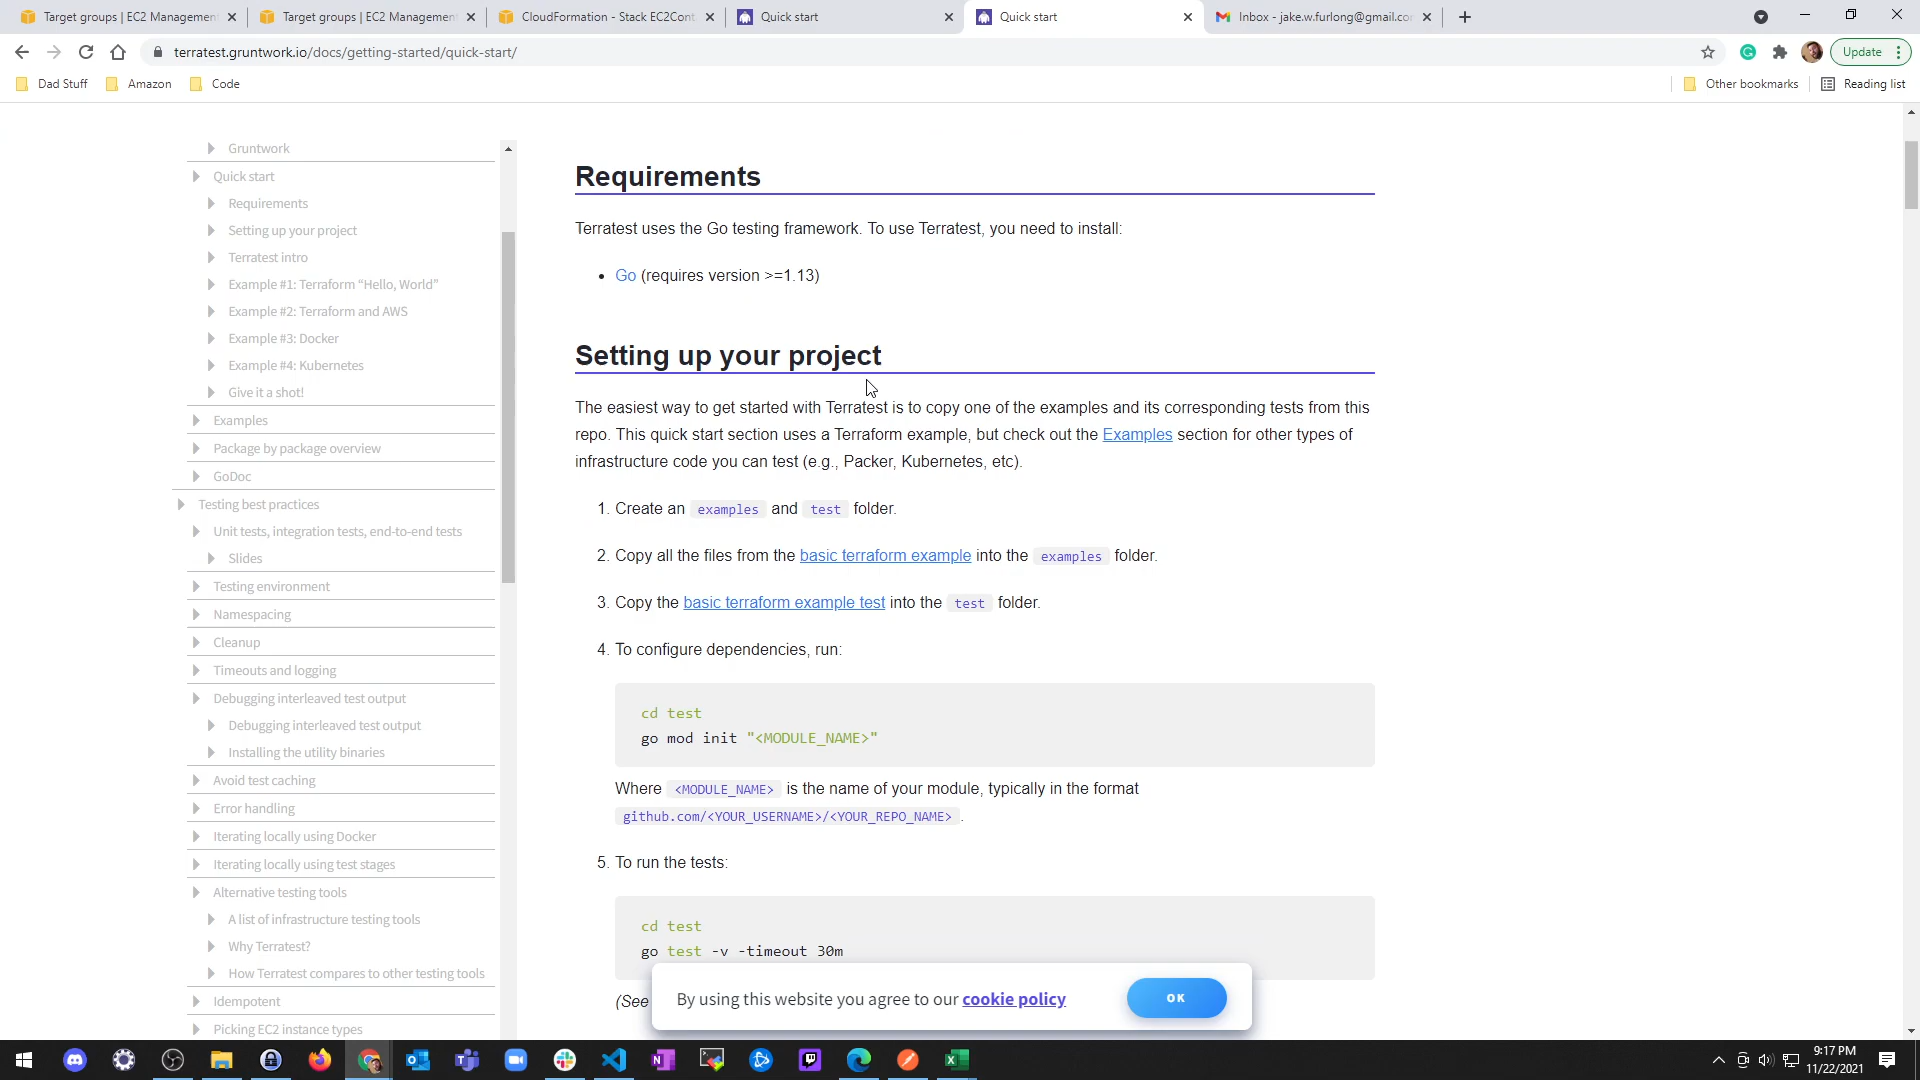 Target groups | EC2 Management
Target groups | EC2 Management
CloudFormation - Stack EC2Cont
Quick start
Quick start
Inbox - jake.w.furlong@gmail.co
terratest.gruntwork.io/docs/getting-started/quick-start/
Update
Dad Stuff
Amazon
Code
Other bookmarks
Reading list
Gruntwork
Quick start
Requirements
Setting up your project
Terratest intro
Example #1: Terraform “Hello, World”
Example #2: Terraform and AWS
Example #3: Docker
Example #4: Kubernetes
Give it a shot!
Examples
Package by package overview
GoDoc
Testing best practices
Unit tests, integration tests, end-to-end tests
Slides
Testing environment
Namespacing
Cleanup
Timeouts and logging
Debugging interleaved test output
Debugging interleaved test output
Installing the utility binaries
Avoid test caching
Error handling
Iterating locally using Docker
Iterating locally using test stages
Alternative testing tools
A list of infrastructure testing tools
Why Terratest?
How Terratest compares to other testing tools
Idempotent
Picking EC2 instance types
Requirements
Terratest uses the Go testing framework. To use Terratest, you need to install:
• Go (requires version >=1.13)
Setting up your project
The easiest way to get started with Terratest is to copy one of the examples and its corresponding tests from this
repo. This quick start section uses a Terraform example, but check out the Examples section for other types of
infrastructure code you can test (e.g., Packer, Kubernetes, etc).
1. Create an examples and test folder.
2. Copy all the files from the basic terraform example into the examples folder.
3. Copy the basic terraform example test into the test folder.
4. To configure dependencies, run:
cd test
go mod init "<MODULE_NAME>"
Where <MODULE_NAME> is the name of your module, typically in the format
github.com/<YOUR_USERNAME>/<YOUR_REPO_NAME> .
5. To run the tests:
cd test
go test -v -timeout 30m
(See
By using this website you agree to our cookie policy
OK
9:17 PM
11/22/2021